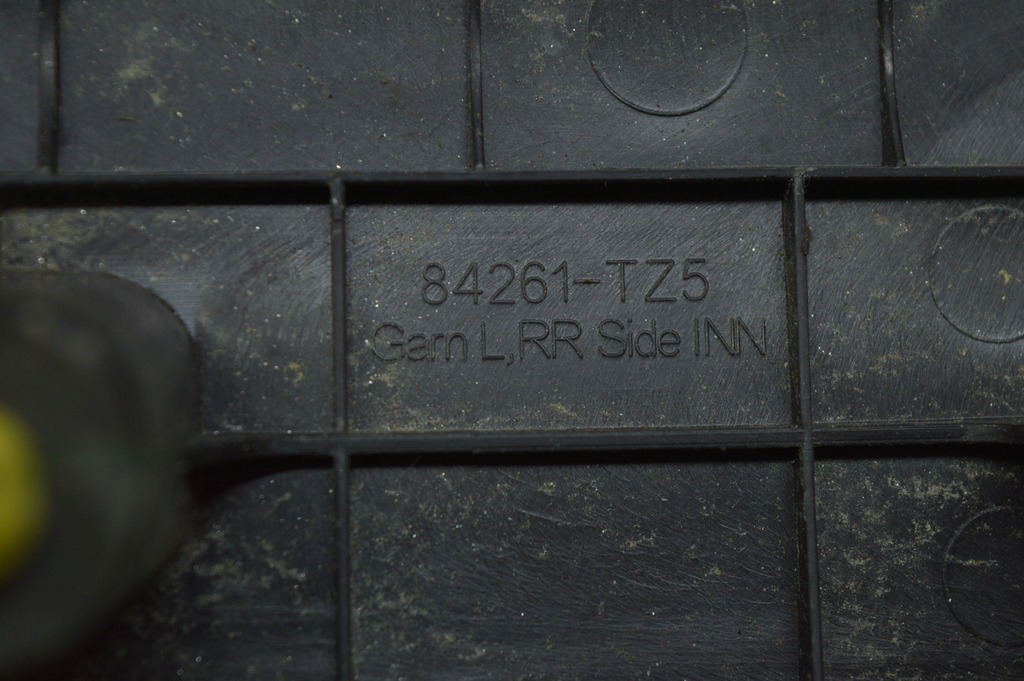 84261-TZ5
Garn L,RR Side INN